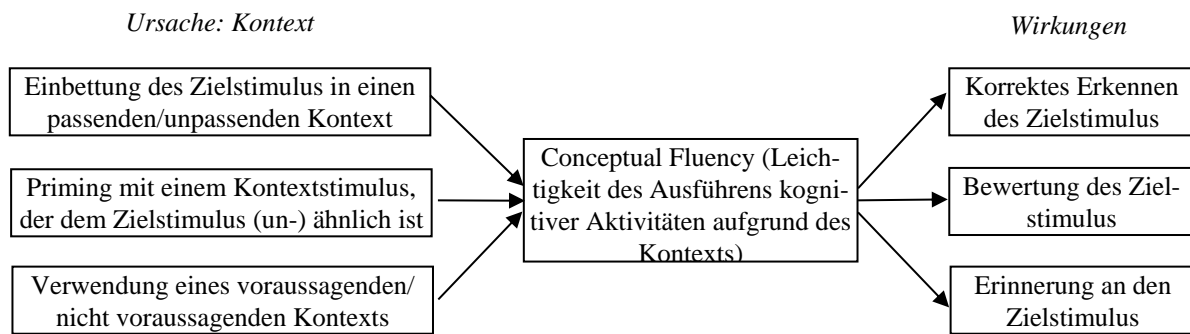 Ursache: Kontext
Wirkungen
Einbettung des Zielstimulus in einen
passenden/unpassenden Kontext
Priming mit einem Kontextstimulus,
der dem Zielstimulus (un-) ähnlich ist
Verwendung eines voraussagenden/
nicht voraussagenden Kontexts
Conceptual Fluency (Leich-
tigkeit des Ausführens kogni-
tiver Aktivitäten aufgrund des
Kontexts)
Korrektes Erkennen
des Zielstimulus
Bewertung des Ziel-
stimulus
Erinnerung an den
Zielstimulus